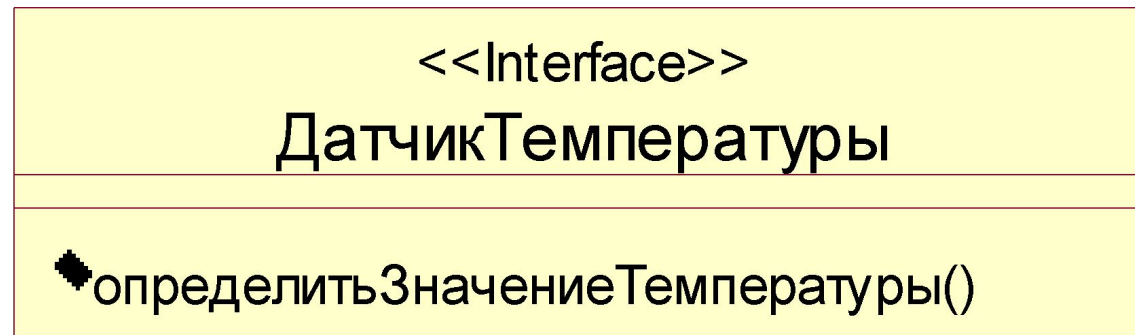 <<Interface>>
ДатчикТемпературы
определитьЗначениеТемпературы()